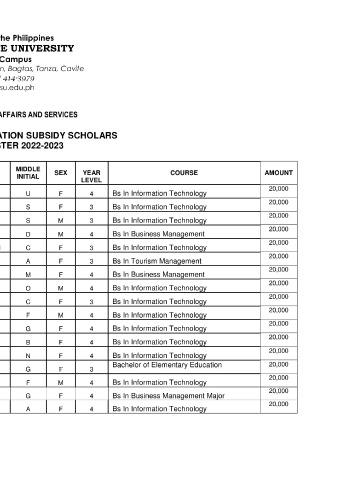 the Philippines
E UNIVERSITY
Campus
n, Bagtas, Tanza, Cavite
) 414-3979
su.edu.ph
AFFAIRS AND SERVICES
ATION SUBSIDY SCHOLARS
STER 2022-2023
MIDDLE INITIAL SEX YEAR LEVEL COURSE AMOUNT
U F 4 Bs In Information Technology 20,000
S F 3 Bs In Information Technology 20,000
S M 3 Bs In Information Technology 20,000
D M 4 Bs In Business Management 20,000
C F 3 Bs In Information Technology 20,000
A F 3 Bs In Tourism Management 20,000
M F 4 Bs In Business Management 20,000
O M 4 Bs In Information Technology 20,000
C F 3 Bs In Information Technology 20,000
F M 4 Bs In Information Technology 20,000
G F 4 Bs In Information Technology 20,000
B F 4 Bs In Information Technology 20,000
N F 4 Bs In Information Technology 20,000
G F 3 Bachelor of Elementary Education 20,000
F M 4 Bs In Information Technology 20,000
G F 4 Bs In Business Management Major 20,000
A F 4 Bs In Information Technology 20,000